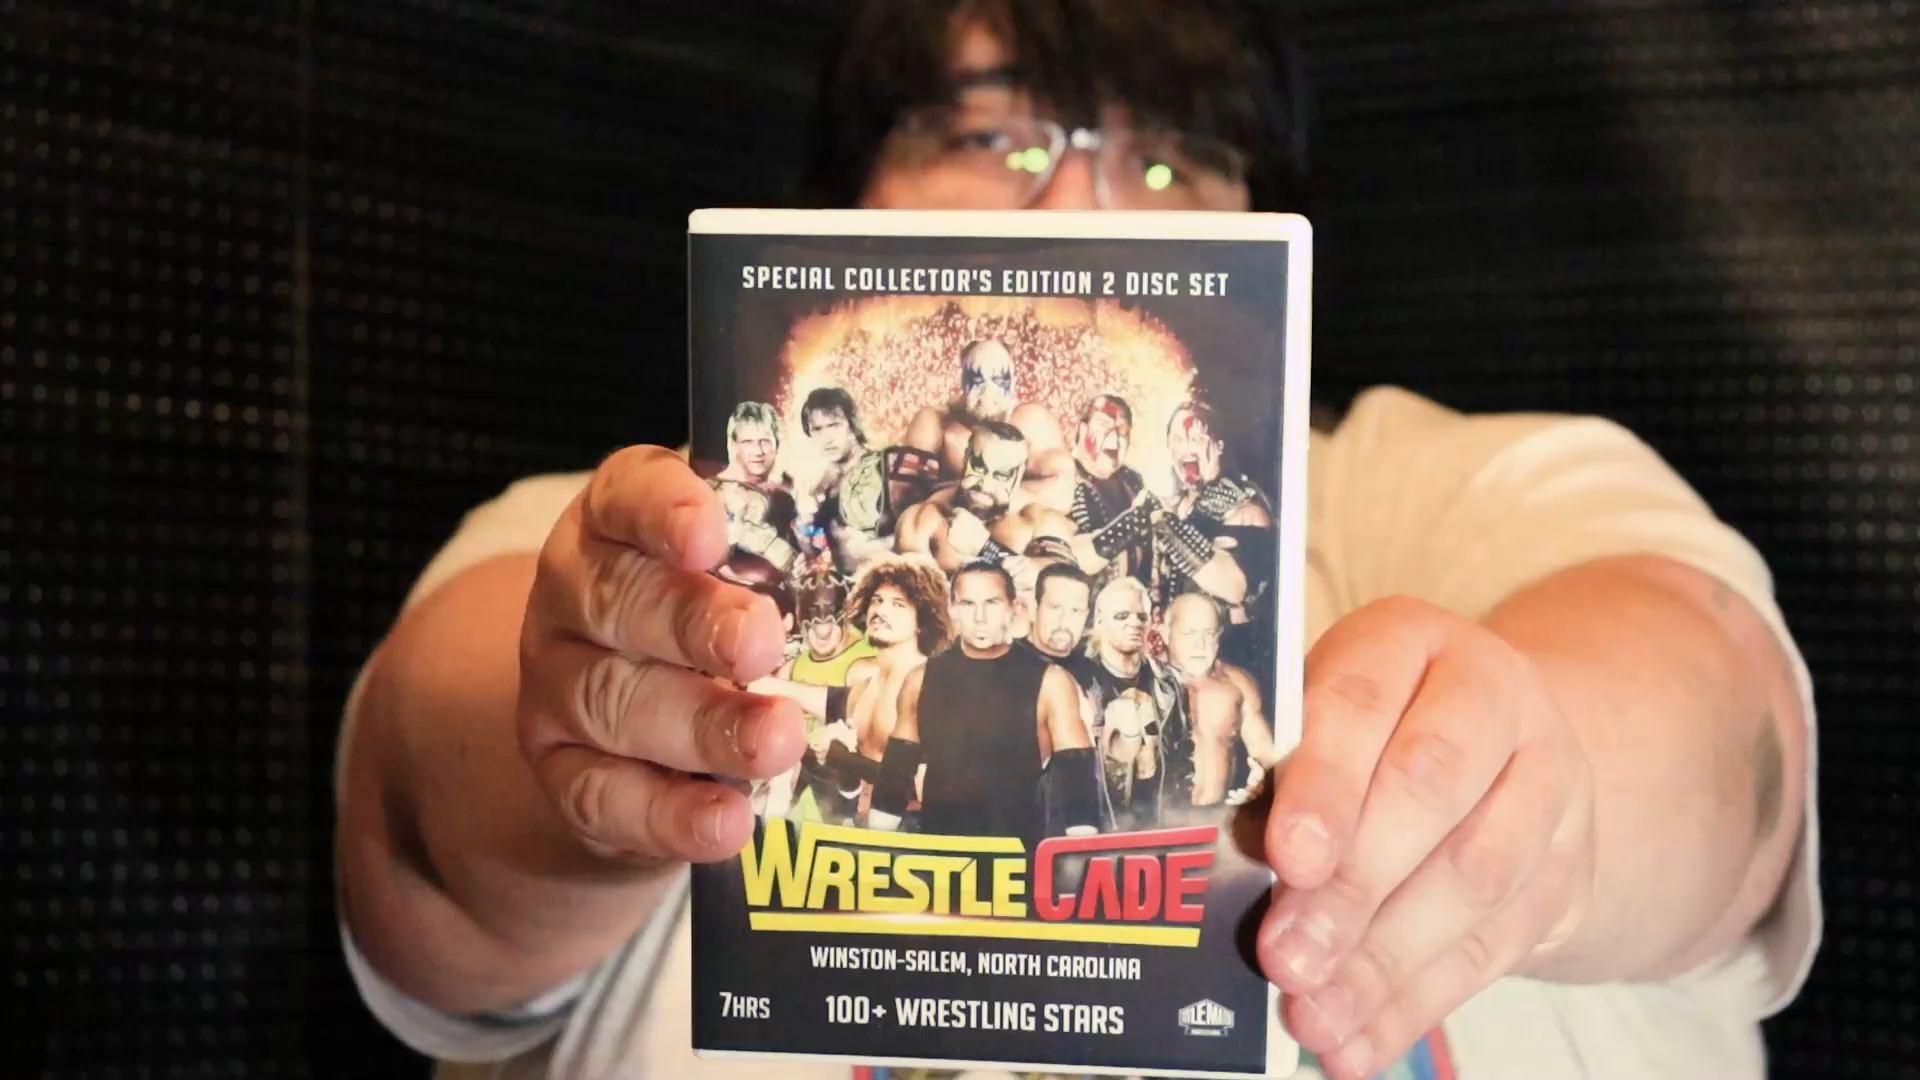 SPECIAL COLLECTOR'S EDITION 2 DISC SET
WRESTLECADE
WINSTON-SALEM, NORTH CAROLINA
7HRS 100+ WRESTLING STARS